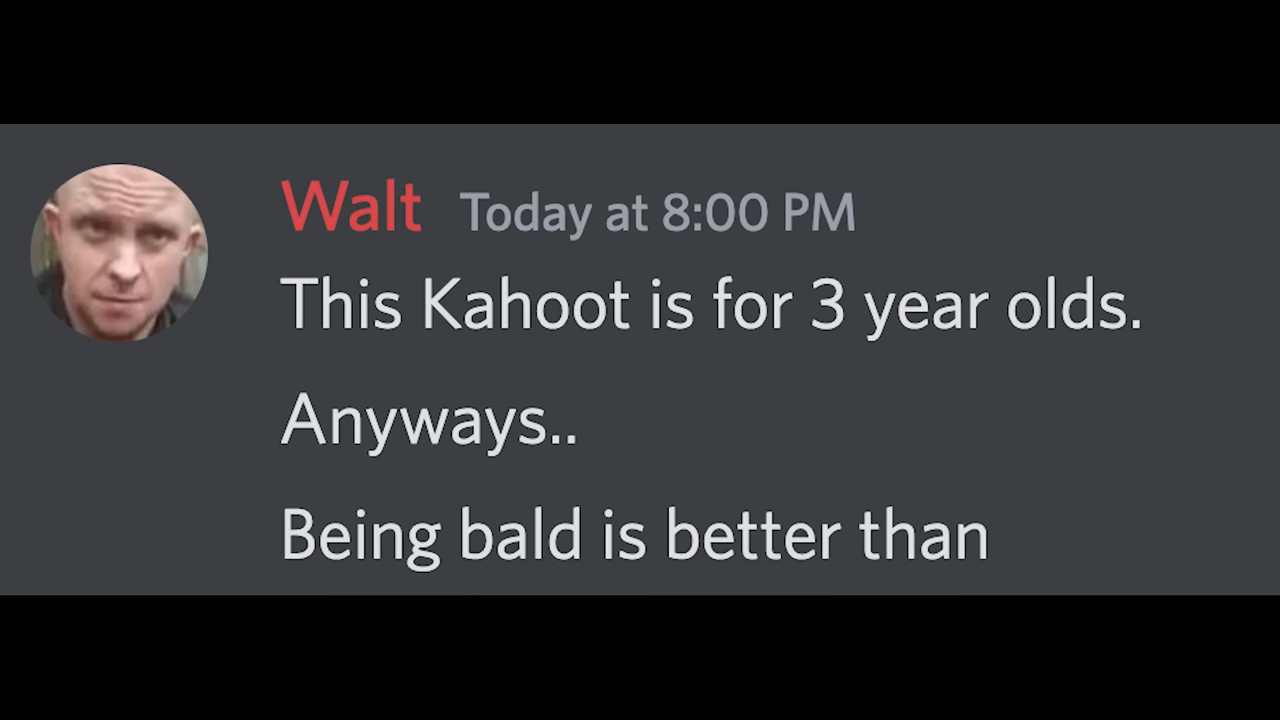 Walt Today at 8:00 PM
This Kahoot is for 3 year olds.
Anyways..
Being bald is better than